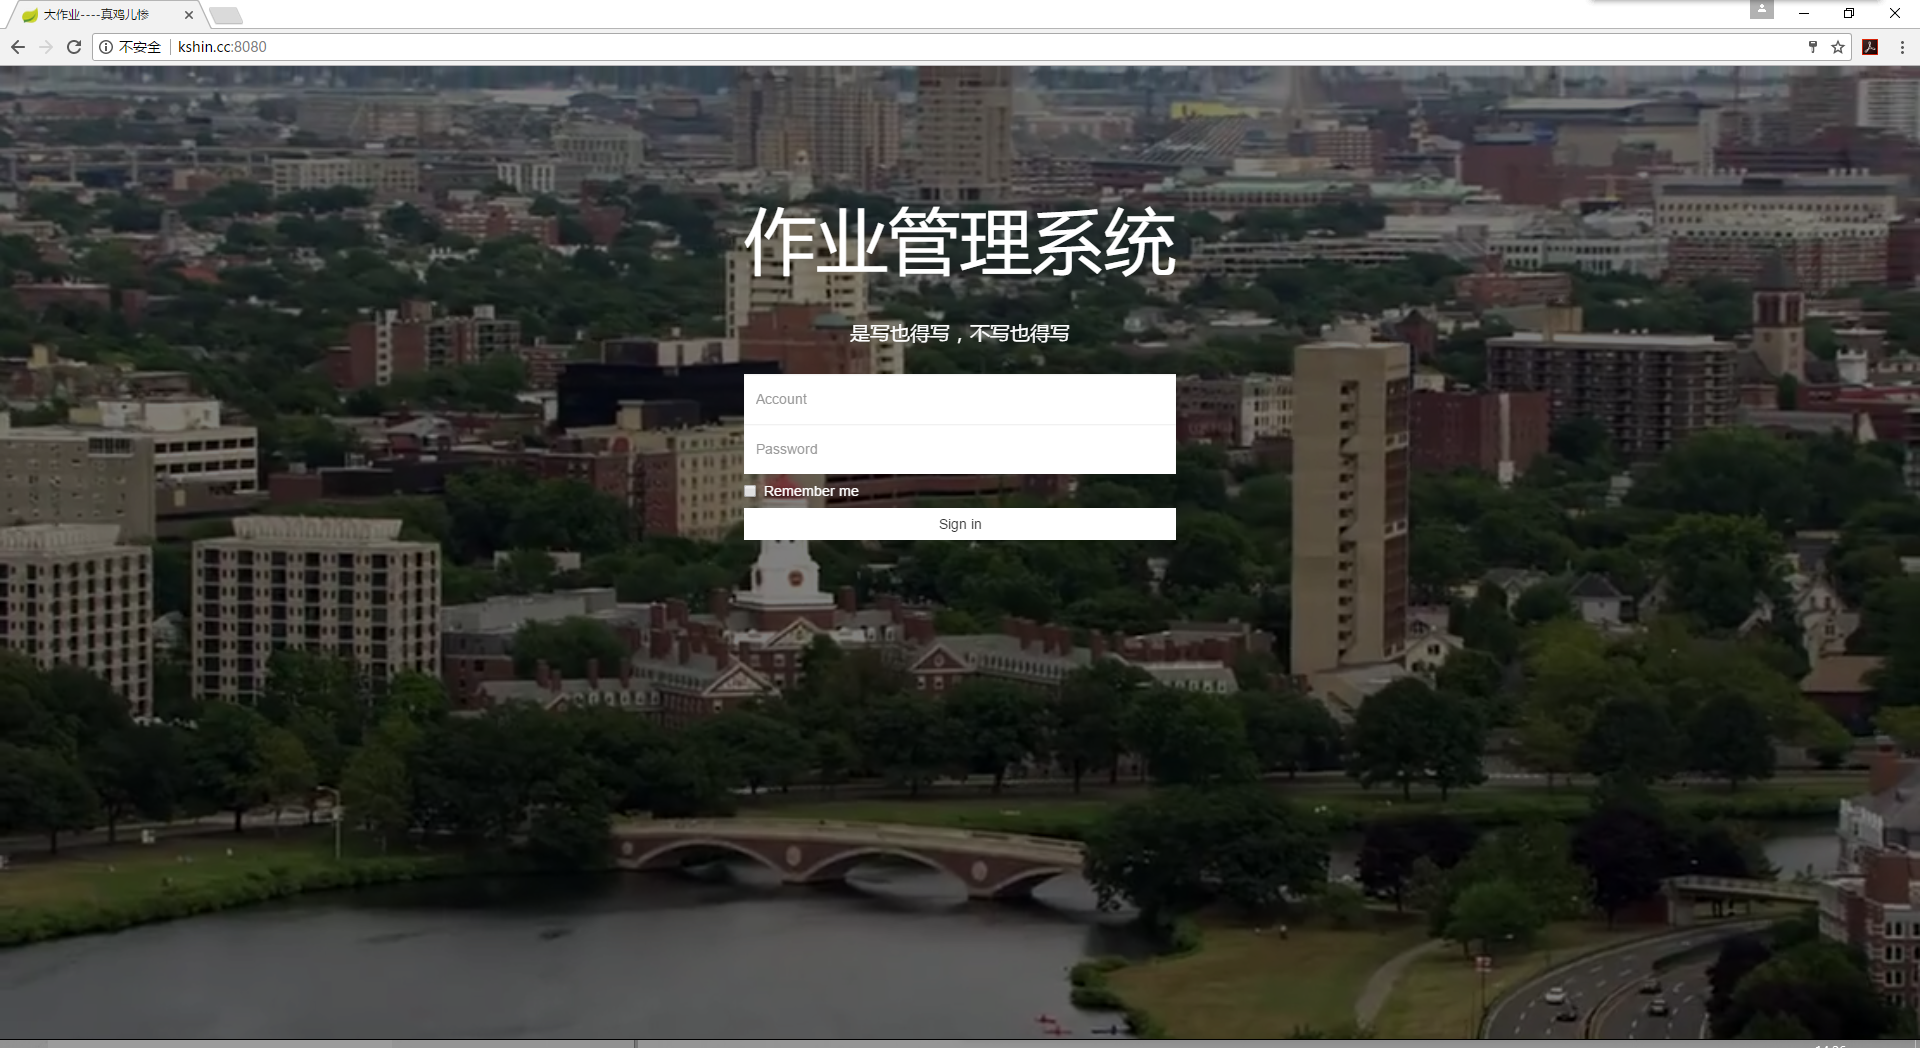 大作业----真鸡儿惨
不安全 kshin.cc:8080
作业管理系统
是写也得写，不写也得写
Account
Password
Remember me
Sign in